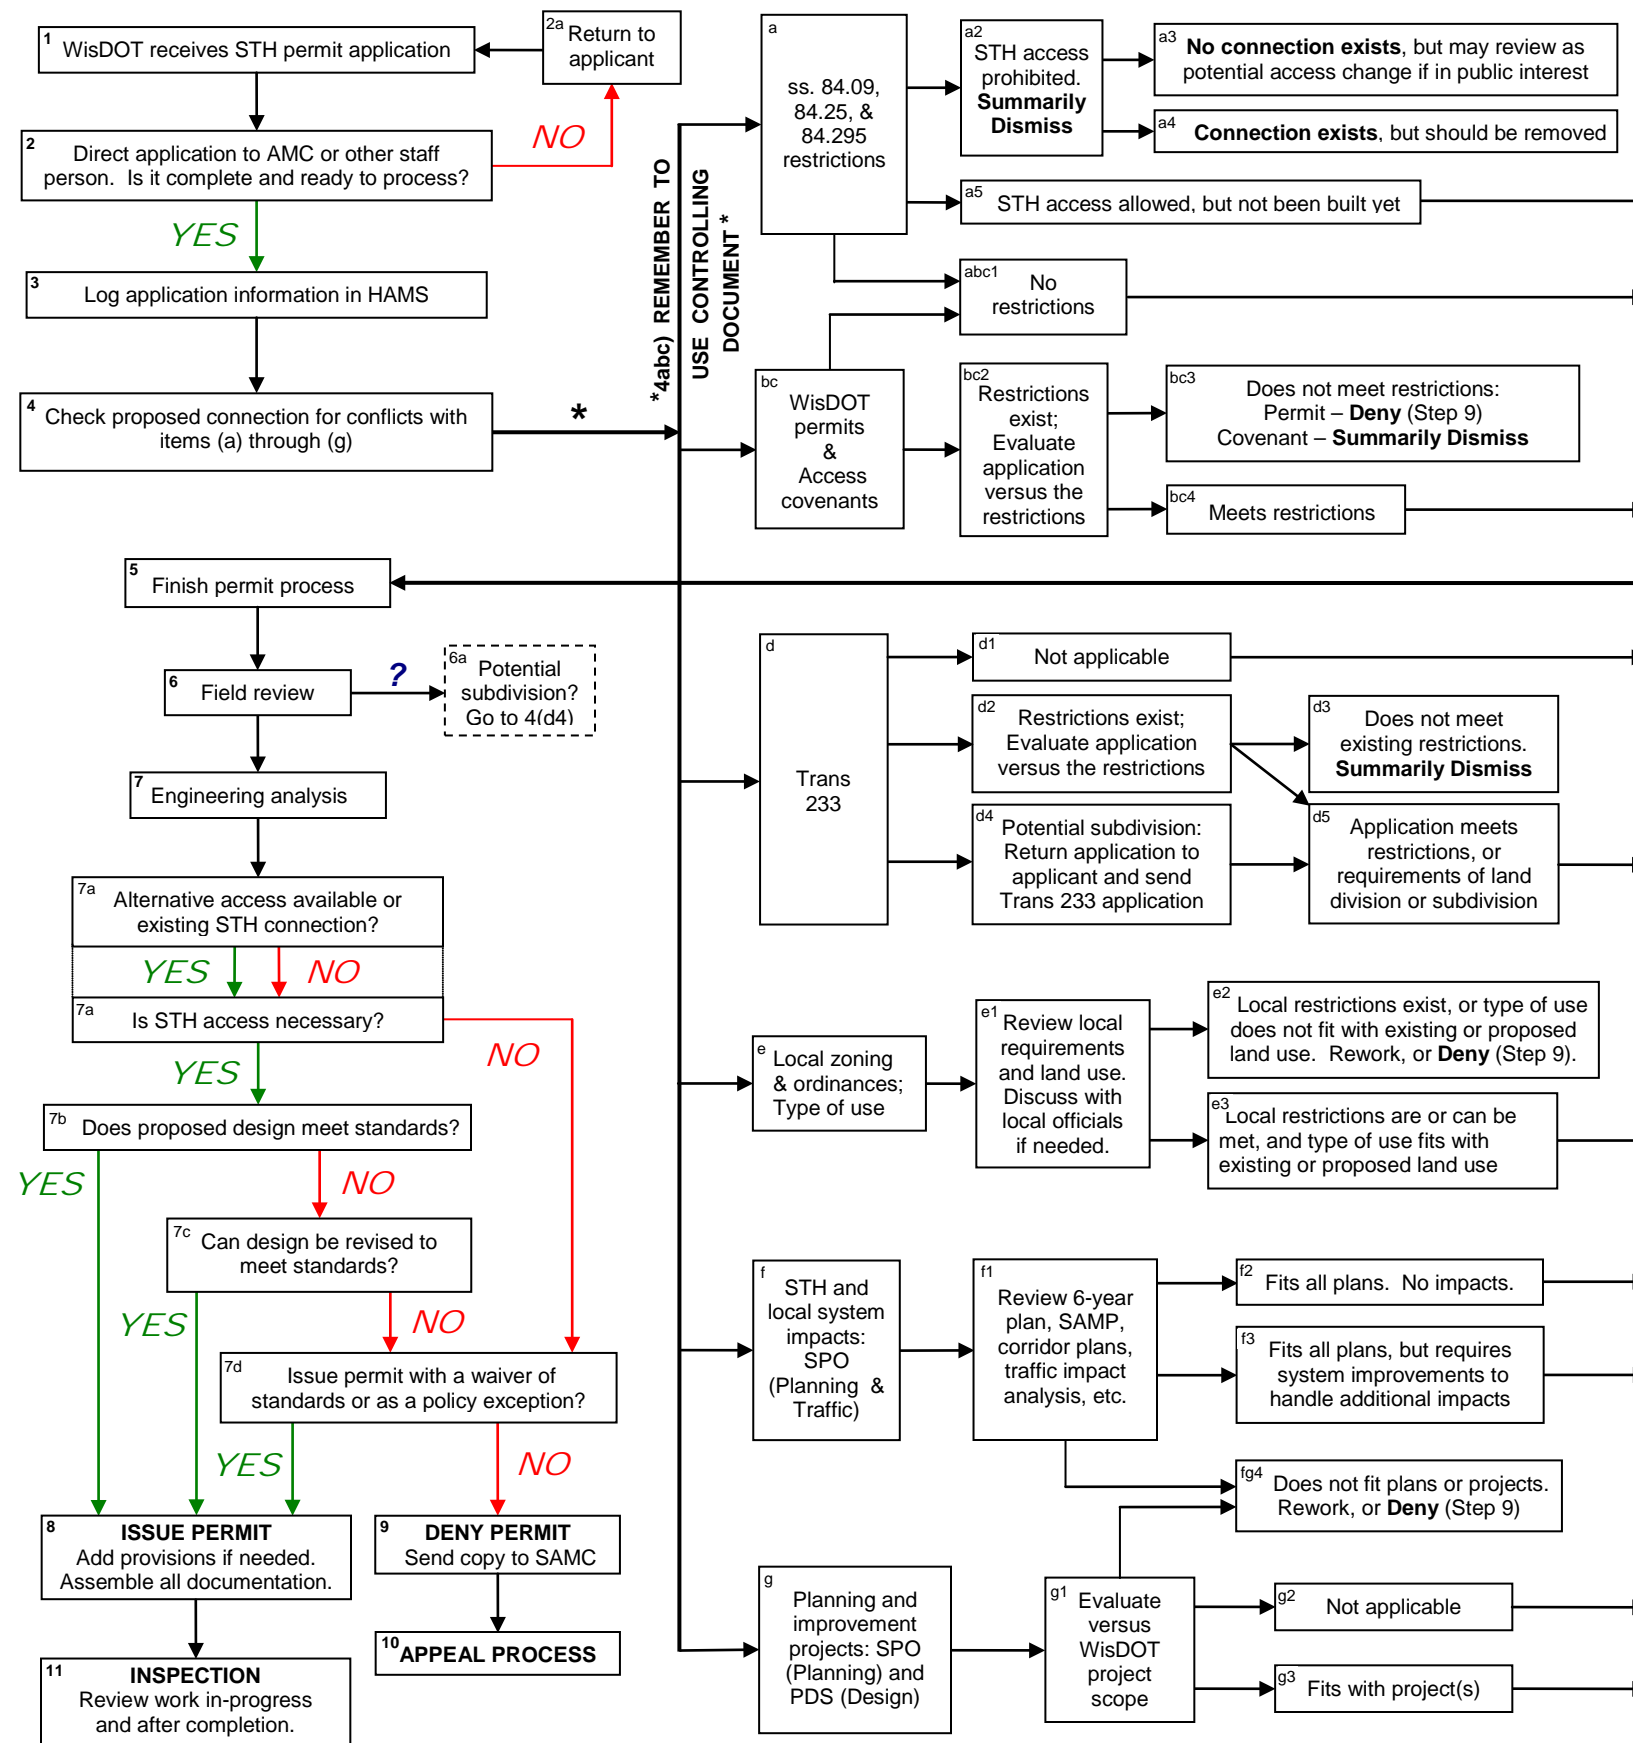 1
WisDOT receives STH permit application
2a
Return to
applicant
2
Direct application to AMC or other staff
person.  Is it complete and ready to process?
NO
YES
3
Log application information in HAMS
4
Check proposed connection for conflicts with
items (a) through (g)
*
*4abc) REMEMBER TO
USE CONTROLLING
DOCUMENT *
a
ss. 84.09,
84.25, &
84.295
restrictions
a2
STH access
prohibited.
Summarily
Dismiss
a3
No connection exists, but may review as
potential access change if in public interest
a4
Connection exists, but should be removed
a5
STH access allowed, but not been built yet
abc1
No
restrictions
bc
WisDOT
permits
&
Access
covenants
bc2
Restrictions
exist;
Evaluate
application
versus the
restrictions
bc3
Does not meet restrictions:
Permit – Deny (Step 9)
Covenant – Summarily Dismiss
bc4
Meets restrictions
5
Finish permit process
6
Field review
?
6a
Potential
subdivision?
Go to 4(d4)
7
Engineering analysis
7a
Alternative access available or
existing STH connection?
YES
NO
7a
Is STH access necessary?
NO
YES
7b
Does proposed design meet standards?
YES
NO
7c
Can design be revised to
meet standards?
YES
NO
7d
Issue permit with a waiver of
standards or as a policy exception?
YES
NO
8
ISSUE PERMIT
Add provisions if needed.
Assemble all documentation.
9
DENY PERMIT
Send copy to SAMC
10
APPEAL PROCESS
11
INSPECTION
Review work in-progress
and after completion.
d
Trans
233
d1
Not applicable
d2
Restrictions exist;
Evaluate application
versus the restrictions
d3
Does not meet
existing restrictions.
Summarily Dismiss
d4
Potential subdivision:
Return application to
applicant and send
Trans 233 application
d5
Application meets
restrictions, or
requirements of land
division or subdivision
e
Local zoning
& ordinances;
Type of use
e1
Review local
requirements
and land use.
Discuss with
local officials
if needed.
e2
Local restrictions exist, or type of use
does not fit with existing or proposed
land use.  Rework, or Deny (Step 9).
e3
Local restrictions are or can be
met, and type of use fits with
existing or proposed land use
f
STH and
local system
impacts:
SPO
(Planning &
Traffic)
f1
Review 6-year
plan, SAMP,
corridor plans,
traffic impact
analysis, etc.
f2
Fits all plans.  No impacts.
f3
Fits all plans, but requires
system improvements to
handle additional impacts
fg4
Does not fit plans or projects.
Rework, or Deny (Step 9)
g
Planning and
improvement
projects: SPO
(Planning) and
PDS (Design)
g1
Evaluate
versus
WisDOT
project
scope
g2
Not applicable
g3
Fits with project(s)